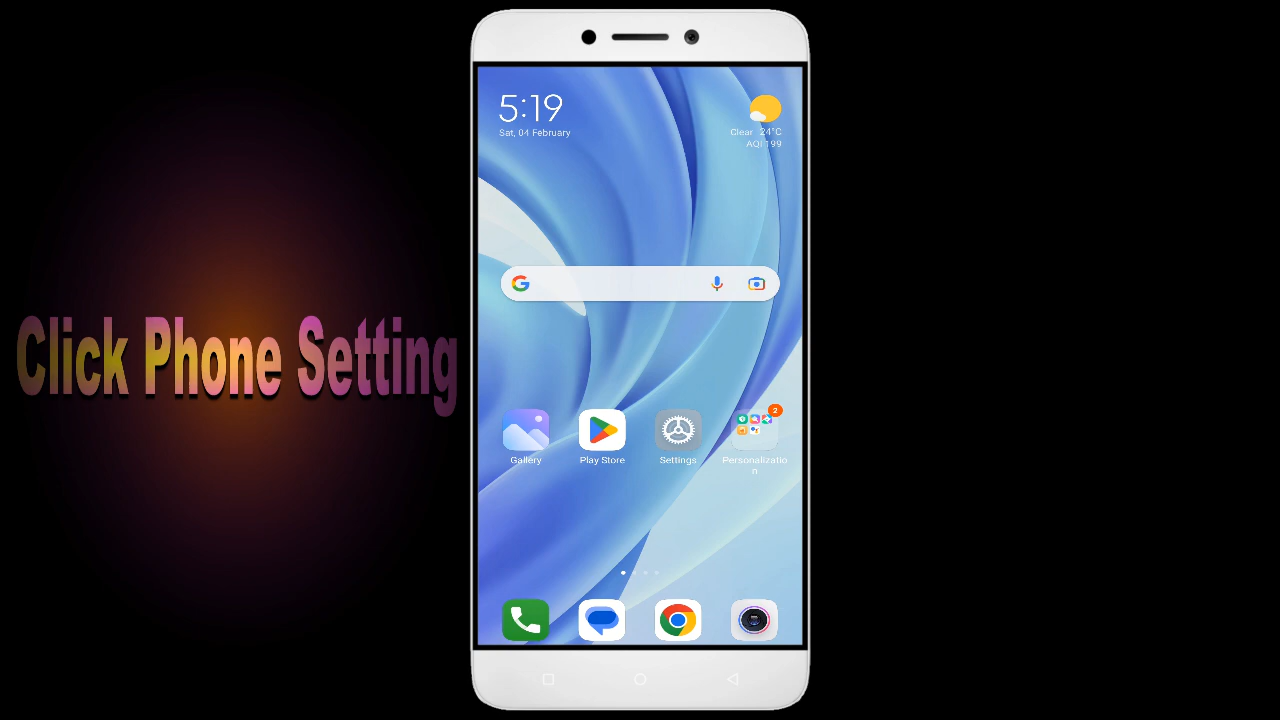 Click Phone Setting
5:19
Sat, 04 February
Clear 24°C
AQI 199
Gallery
Play Store
Settings
2
Personalizatio
n